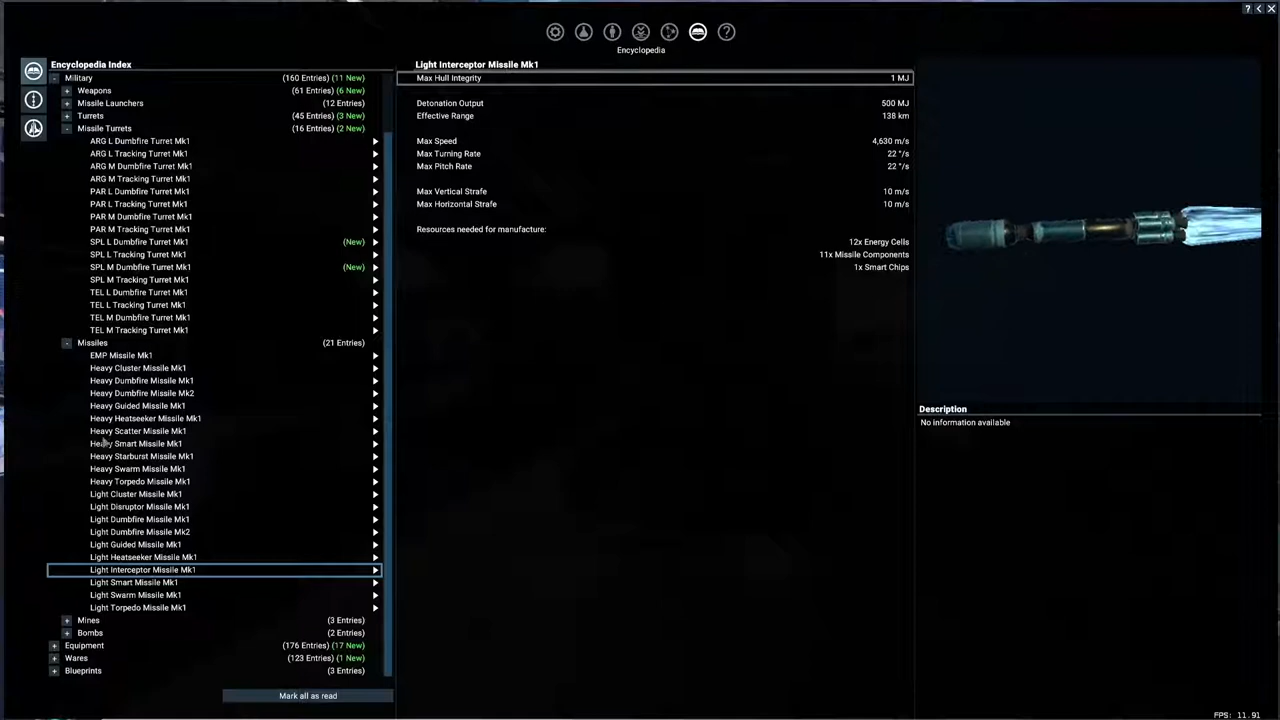 Encyclopedia
Encyclopedia Index
Military (160 Entries) (11 New)
Weapons (61 Entries) (6 New)
Missile Launchers (12 Entries)
Turrets (45 Entries) (3 New)
Missile Turrets (16 Entries) (2 New)
ARG L Dumbfire Turret Mk1
ARG L Tracking Turret Mk1
ARG M Dumbfire Turret Mk1
ARG M Tracking Turret Mk1
PAR L Dumbfire Turret Mk1
PAR L Tracking Turret Mk1
PAR M Dumbfire Turret Mk1
PAR M Tracking Turret Mk1
SPL L Dumbfire Turret Mk1 (New)
SPL L Tracking Turret Mk1
SPL M Dumbfire Turret Mk1 (New)
SPL M Tracking Turret Mk1
TEL L Dumbfire Turret Mk1
TEL L Tracking Turret Mk1
TEL M Dumbfire Turret Mk1
TEL M Tracking Turret Mk1
Missiles (21 Entries)
EMP Missile Mk1
Heavy Cluster Missile Mk1
Heavy Dumbfire Missile Mk1
Heavy Dumbfire Missile Mk2
Heavy Guided Missile Mk1
Heavy Heatseeker Missile Mk1
Heavy Scatter Missile Mk1
Heavy Smart Missile Mk1
Heavy Starburst Missile Mk1
Heavy Swarm Missile Mk1
Heavy Torpedo Missile Mk1
Light Cluster Missile Mk1
Light Disruptor Missile Mk1
Light Dumbfire Missile Mk1
Light Dumbfire Missile Mk2
Light Guided Missile Mk1
Light Heatseeker Missile Mk1
Light Interceptor Missile Mk1
Light Smart Missile Mk1
Light Swarm Missile Mk1
Light Torpedo Missile Mk1
Mines (3 Entries)
Bombs (2 Entries)
Equipment (176 Entries) (17 New)
Wares (123 Entries) (1 New)
Blueprints (3 Entries)
Mark all as read
Light Interceptor Missile Mk1
Max Hull Integrity 1 MJ
Detonation Output 500 MJ
Effective Range 138 km
Max Speed 4,630 m/s
Max Turning Rate 22 °/s
Max Pitch Rate 22 °/s
Max Vertical Strafe 10 m/s
Max Horizontal Strafe 10 m/s
Resources needed for manufacture:
12x Energy Cells
11x Missile Components
1x Smart Chips
Description
No information available
FPS: 11.91